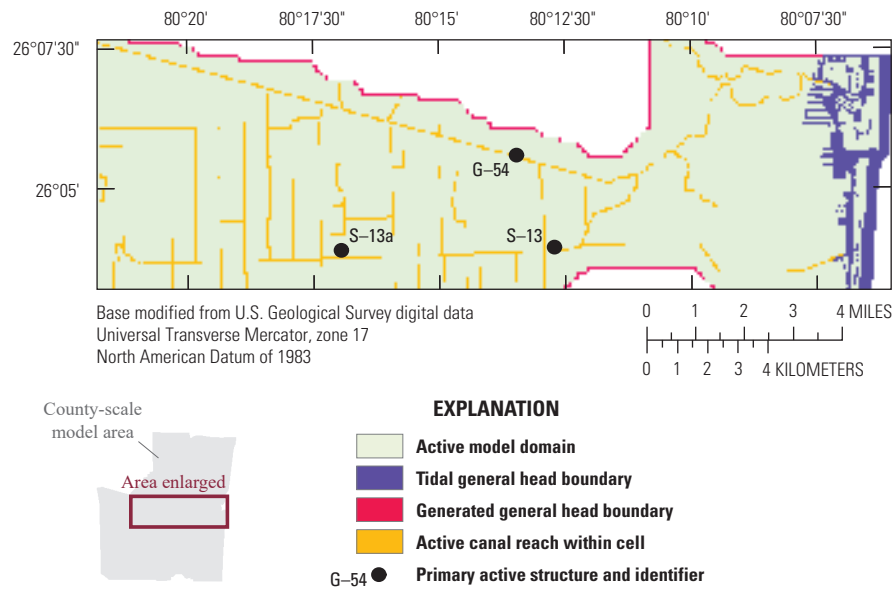 80°20' 80°17'30" 80°15' 80°12'30" 80°10' 80°07'30"
26°07'30"
G–54
26°05'
S–13a S–13
Base modified from U.S. Geological Survey digital data
Universal Transverse Mercator, zone 17
North American Datum of 1983
0 1 2 3 4 MILES
0 1 2 3 4 KILOMETERS
County-scale
model area
Area enlarged
EXPLANATION
Active model domain
Tidal general head boundary
Generated general head boundary
Active canal reach within cell
G–54 Primary active structure and identifier